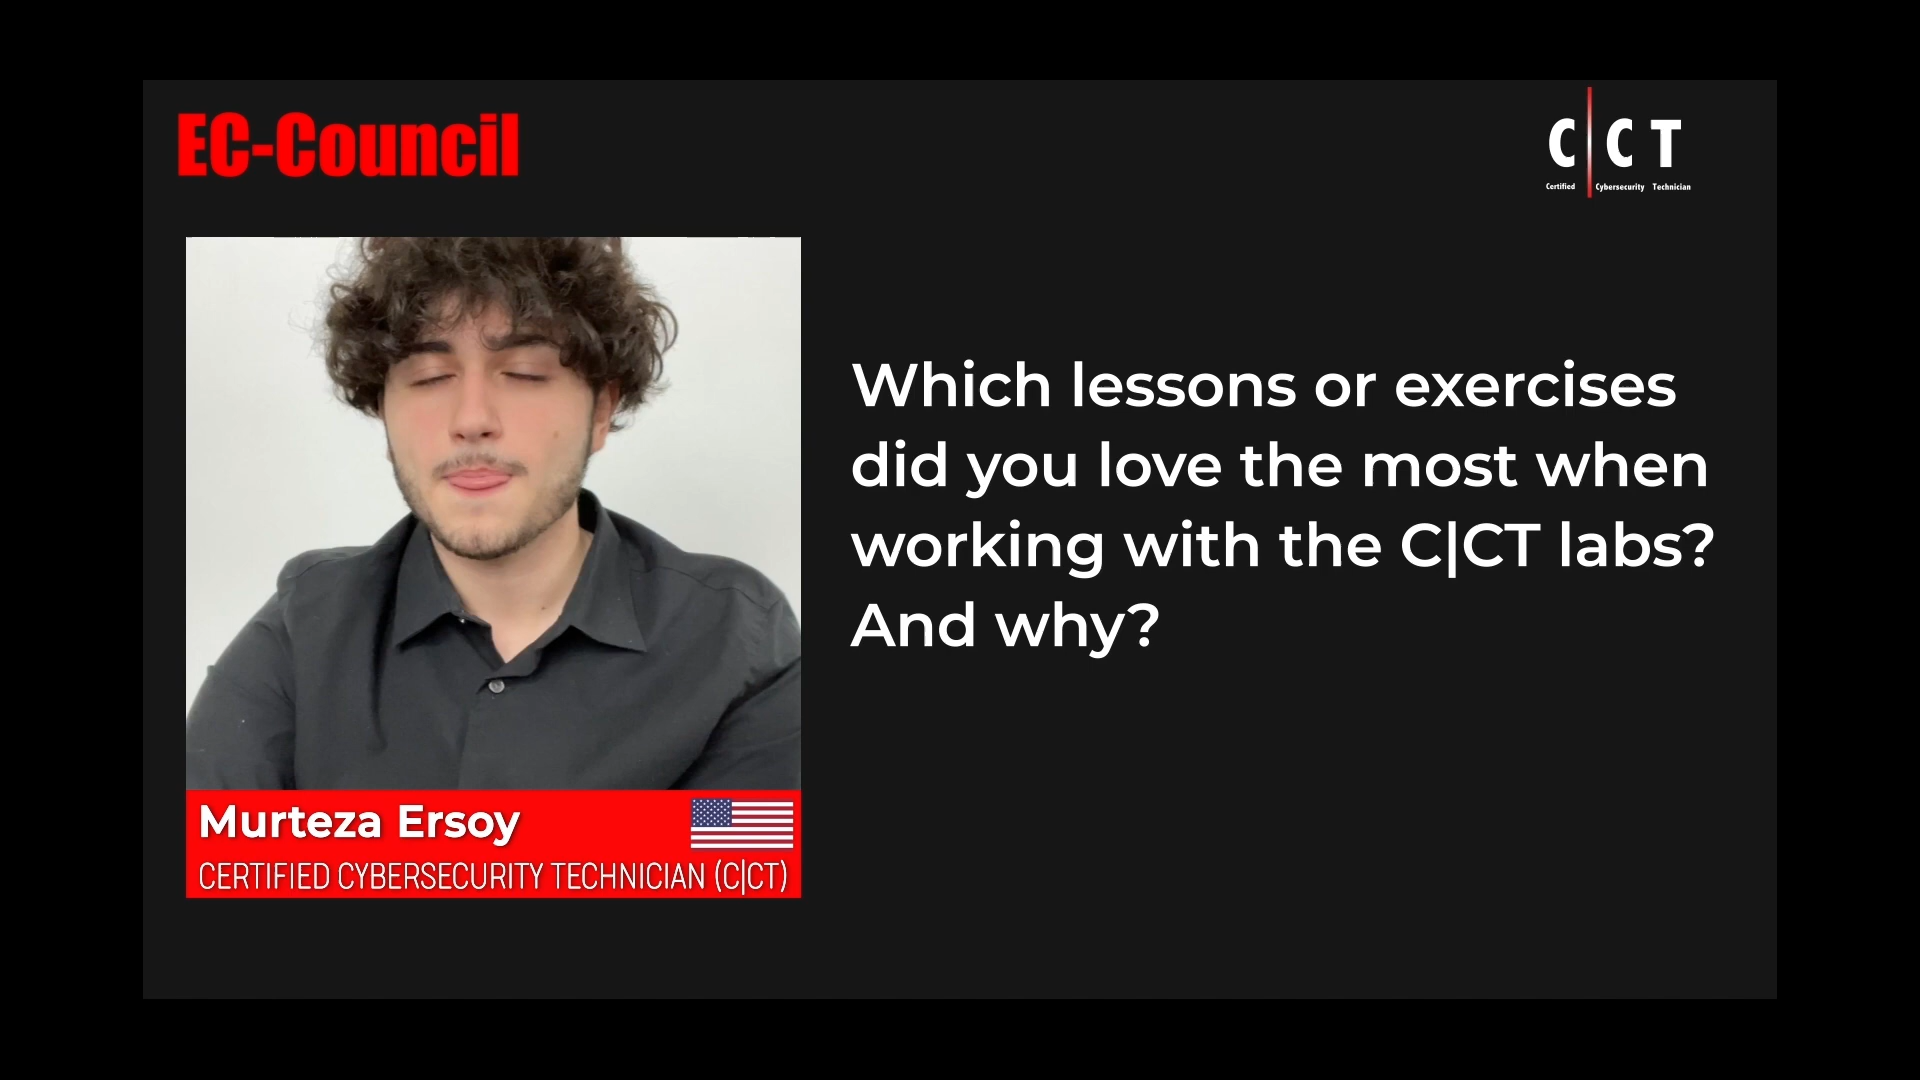 EC-Council
C|CT
Certified Cybersecurity Technician
Which lessons or exercises
did you love the most when
working with the C|CT labs?
And why?
Murteza Ersoy
CERTIFIED CYBERSECURITY TECHNICIAN (C|CT)